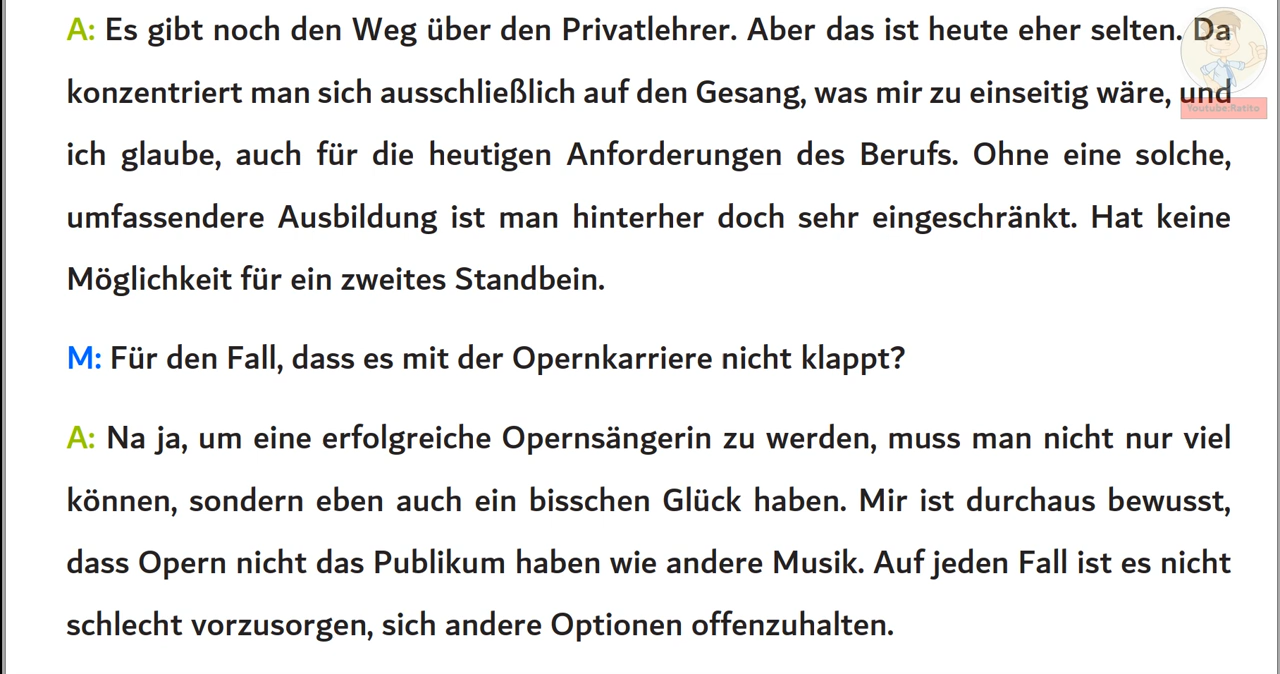 A: Es gibt noch den Weg über den Privatlehrer. Aber das ist heute eher selten. Da
konzentriert man sich ausschließlich auf den Gesang, was mir zu einseitig wäre, und
Youtube:Ratito
ich glaube, auch für die heutigen Anforderungen des Berufs. Ohne eine solche,
umfassendere Ausbildung ist man hinterher doch sehr eingeschränkt. Hat keine
Möglichkeit für ein zweites Standbein.
M: Für den Fall, dass es mit der Opernkarriere nicht klappt?
A: Na ja, um eine erfolgreiche Opernsängerin zu werden, muss man nicht nur viel
können, sondern eben auch ein bisschen Glück haben. Mir ist durchaus bewusst,
dass Opern nicht das Publikum haben wie andere Musik. Auf jeden Fall ist es nicht
schlecht vorzusorgen, sich andere Optionen offenzuhalten.